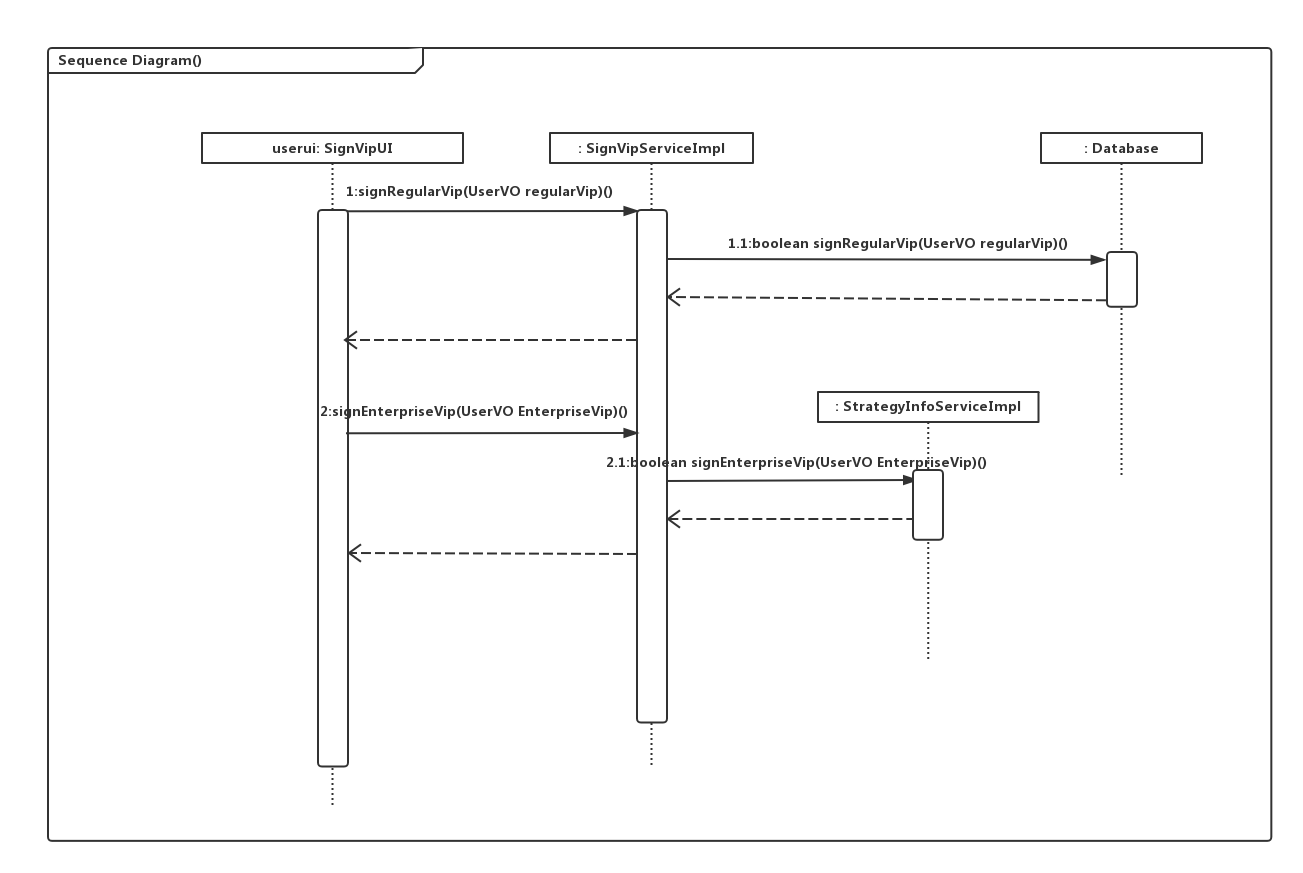 Sequence Diagram()
userui: SignVipUI
: SignVipServiceImpl
: Database
1:signRegularVip(UserVO regularVip)()
1.1:boolean signRegularVip(UserVO regularVip)()
: StrategyInfoServiceImpl
2:signEnterpriseVip(UserVO EnterpriseVip)()
2.1:boolean signEnterpriseVip(UserVO EnterpriseVip)()